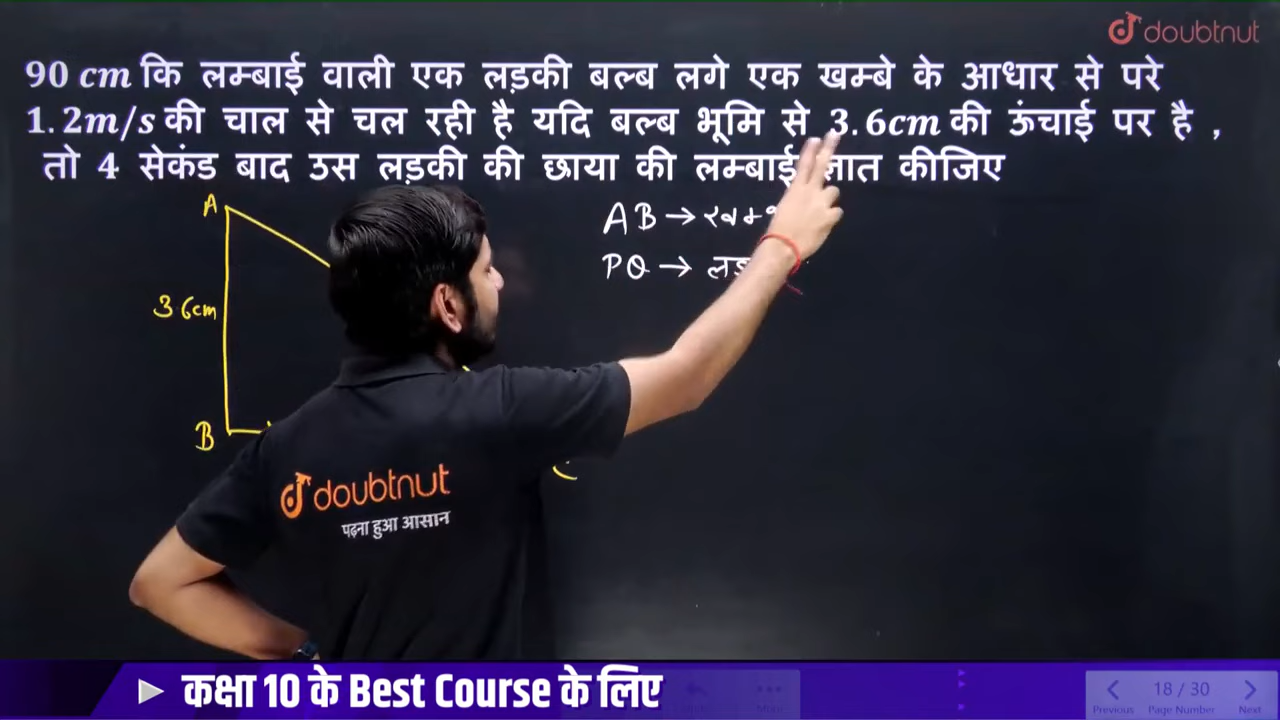 doubtnut
90 cm कि लम्बाई वाली एक लड़की बल्ब लगे एक खम्बे के आधार से परे
1.2m/s की चाल से चल रही है यदि बल्ब भूमि से 3.6cm की ऊंचाई पर है ,
तो 4 सेकंड बाद उस लड़की की छाया की लम्बाई ज्ञात कीजिए
A
AB →
PQ →
36cm
B
doubtnut
पढ़ना हुआ आसान
कक्षा 10 के Best Course के लिए
18 / 30
Previous Page Number Next